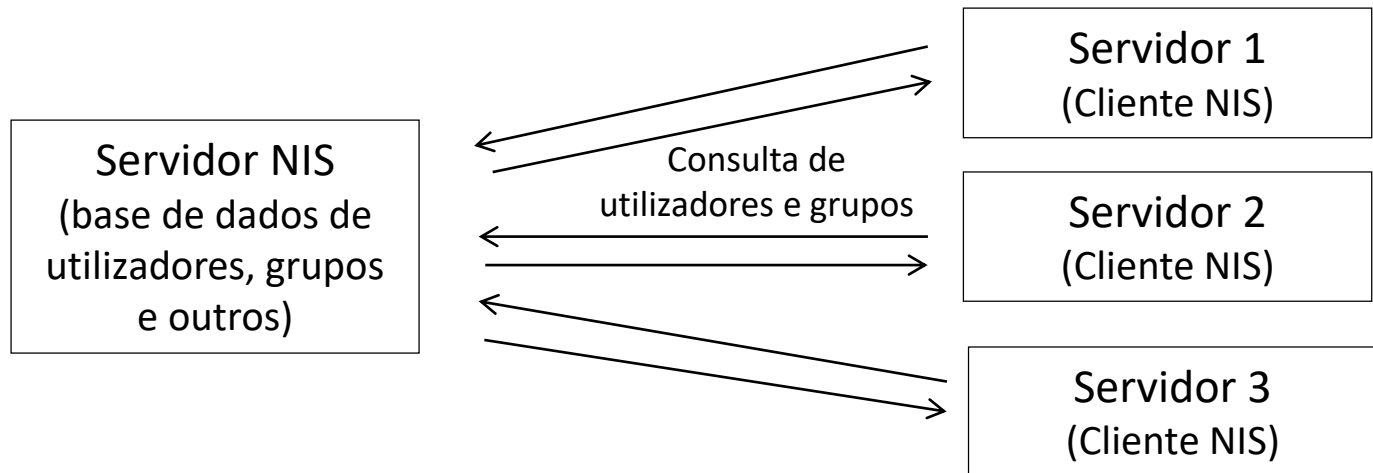 Servidor NIS
(base de dados de
utilizadores, grupos
e outros)
Consulta de
utilizadores e grupos
Servidor 1
(Cliente NIS)
Servidor 2
(Cliente NIS)
Servidor 3
(Cliente NIS)